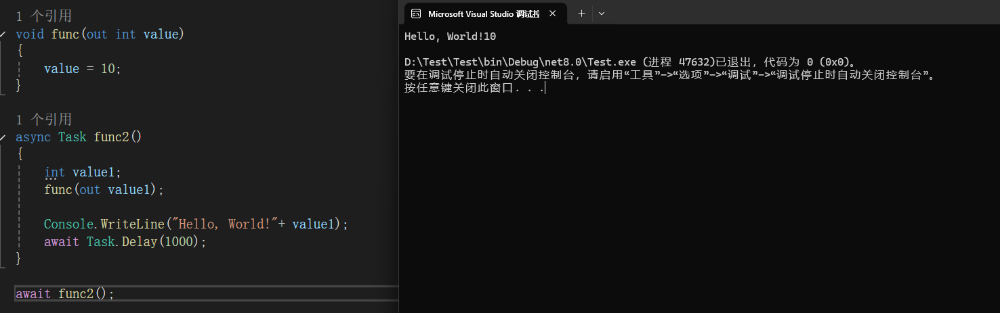 1 个引用
void func(out int value)
{
value = 10;
}
1 个引用
async Task func2()
{
int value1;
func(out value1);
Console.WriteLine("Hello, World!"+ value1);
await Task.Delay(1000);
}
await func2();
Microsoft Visual Studio 调试控
Hello, World!10
D:\Test\Test\bin\Debug\net8.0\Test.exe (进程 47632)已退出，代码为 0 (0x0)。
要在调试停止时自动关闭控制台，请启用“工具”->“选项”->“调试”->“调试停止时自动关闭控制台”。
按任意键关闭此窗口. . .